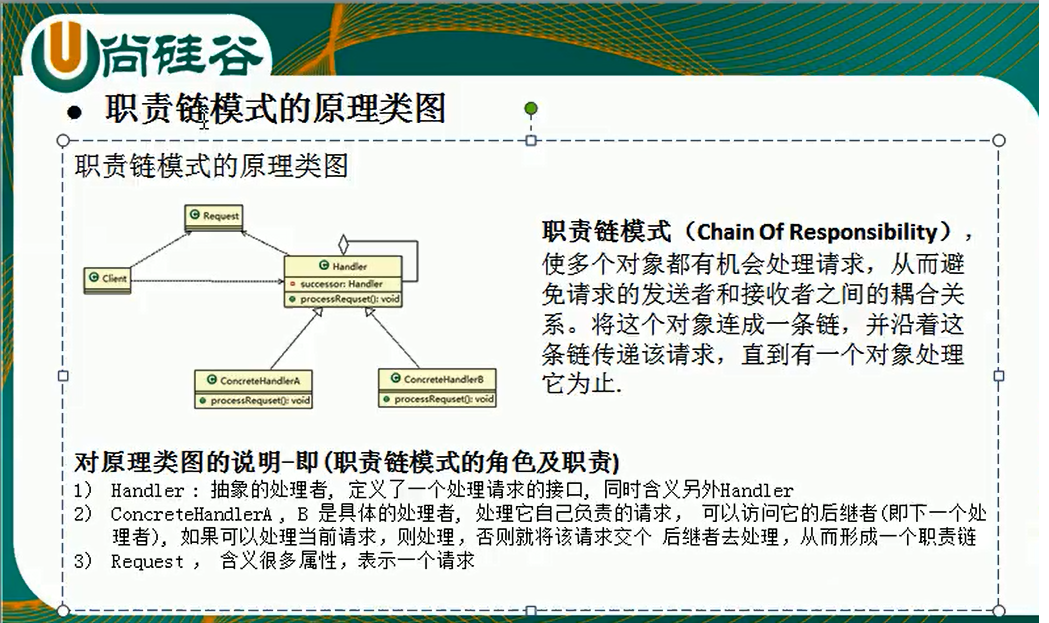 尚硅谷
● 职责链模式的原理类图
职责链模式的原理类图
Request
Client
Handler
successor: Handler
processRequset(): void
ConcreteHandlerA
processRequset(): void
ConcreteHandlerB
processRequset(): void
职责链模式（Chain Of Responsibility），
使多个对象都有机会处理请求，从而避
免请求的发送者和接收者之间的耦合关
系。将这个对象连成一条链，并沿着这
条链传递该请求，直到有一个对象处理
它为止.
对原理类图的说明-即(职责链模式的角色及职责)
1) Handler : 抽象的处理者, 定义了一个处理请求的接口, 同时含义另外Handler
2) ConcreteHandlerA , B 是具体的处理者, 处理它自己负责的请求， 可以访问它的后继者(即下一个处
理者), 如果可以处理当前请求，则处理，否则就将该请求交个 后继者去处理，从而形成一个职责链
3) Request ， 含义很多属性，表示一个请求